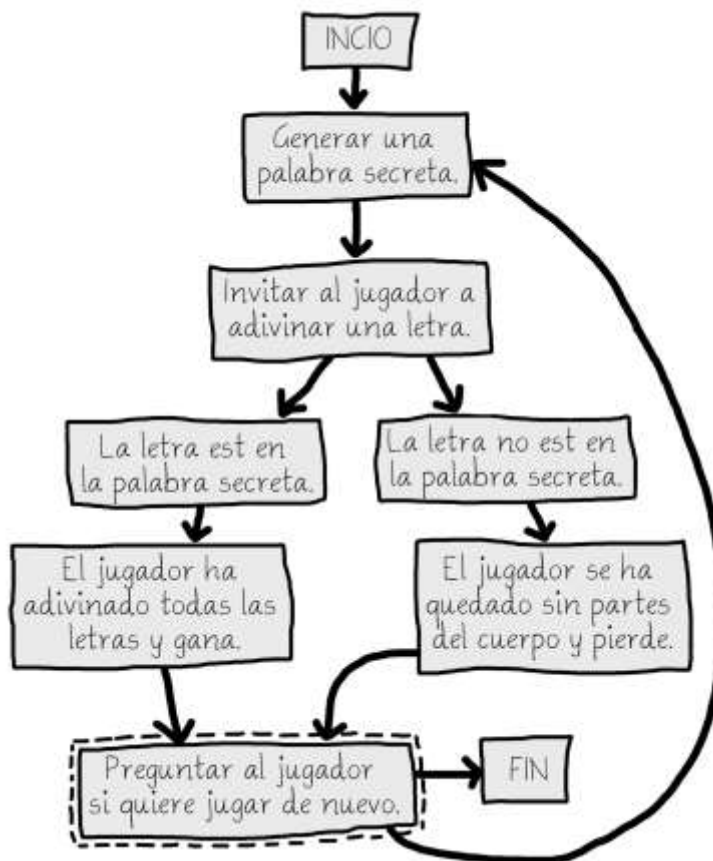 INCIO
Generar una
palabra secreta.
Invitar al jugador a
adivinar una letra.
La letra est en
la palabra secreta.
La letra no est en
la palabra secreta.
El jugador ha
adivinado todas las
letras y gana.
El jugador se ha
quedado sin partes
del cuerpo y pierde.
Preguntar al jugador
si quiere jugar de nuevo.
FIN